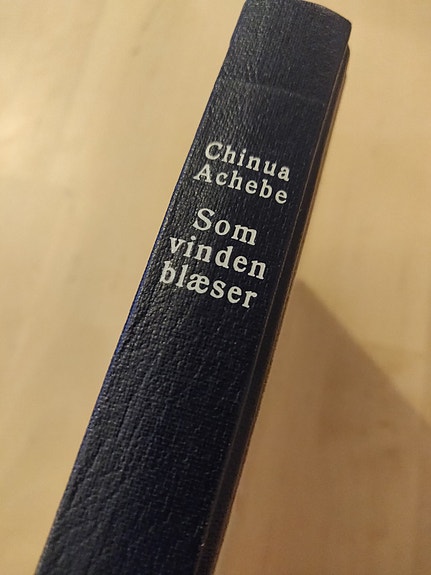 Chinua
Achebe
Som
vinden
blæser